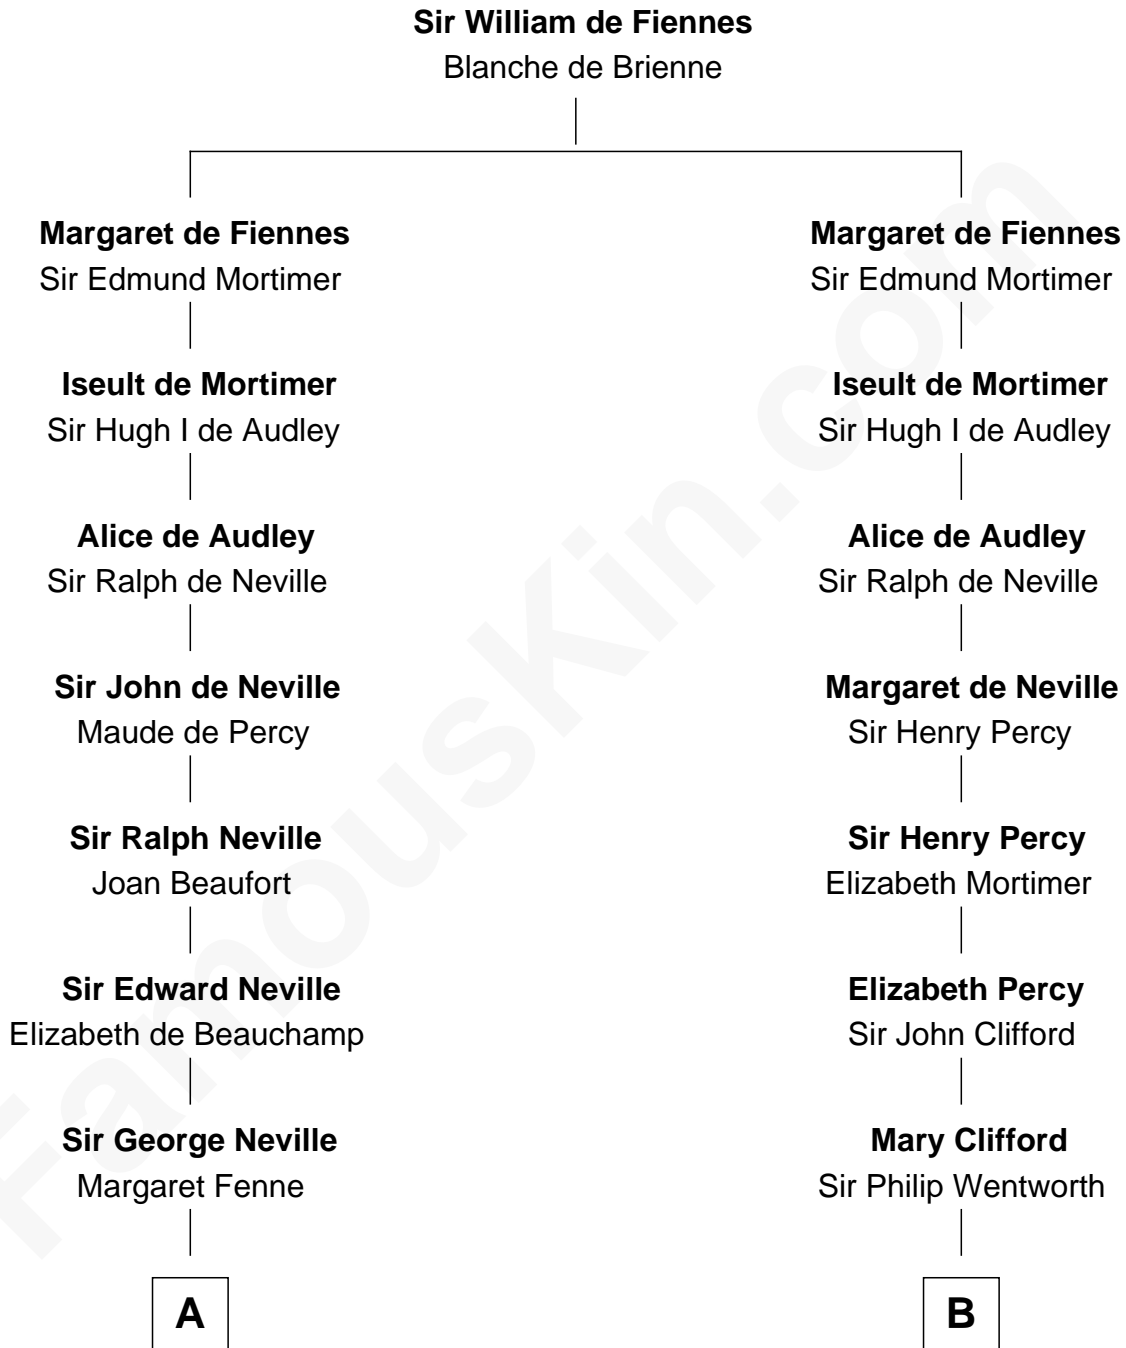 Sir William de Fiennes
Blanche de Brienne
Margaret de Fiennes
Sir Edmund Mortimer
Margaret de Fiennes
Sir Edmund Mortimer
Iseult de Mortimer
Sir Hugh I de Audley
Iseult de Mortimer
Sir Hugh I de Audley
Alice de Audley
Sir Ralph de Neville
Alice de Audley
Sir Ralph de Neville
Sir John de Neville
Maude de Percy
Margaret de Neville
Sir Henry Percy
Sir Ralph Neville
Joan Beaufort
Sir Henry Percy
Elizabeth Mortimer
Sir Edward Neville
Elizabeth de Beauchamp
Elizabeth Percy
Sir John Clifford
Sir George Neville
Margaret Fenne
Mary Clifford
Sir Philip Wentworth
A
B
FamousKin.com